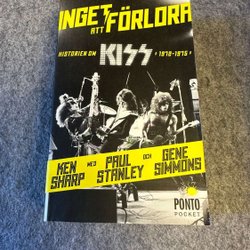 INGET ATT FÖRLORA
HISTORIEN OM KISS 1972-1975
KEN SHARP MED PAUL STANLEY OCH GENE SIMMONS
PONTO
POCKET